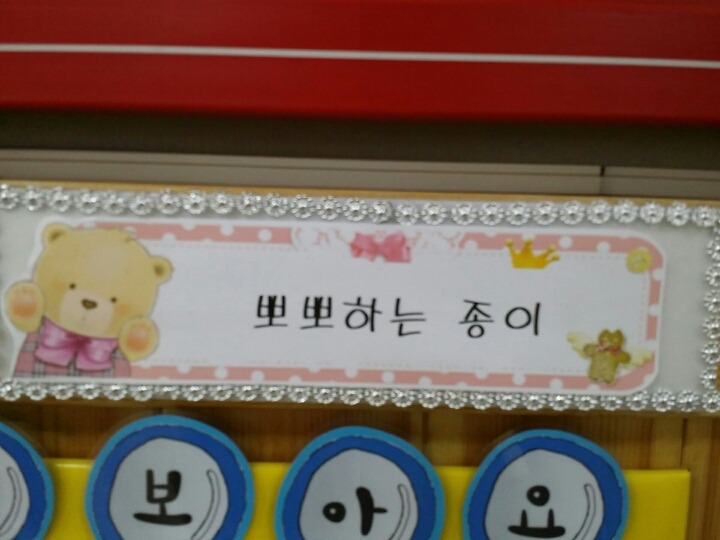 뽀뽀하는 종이
보 아 요